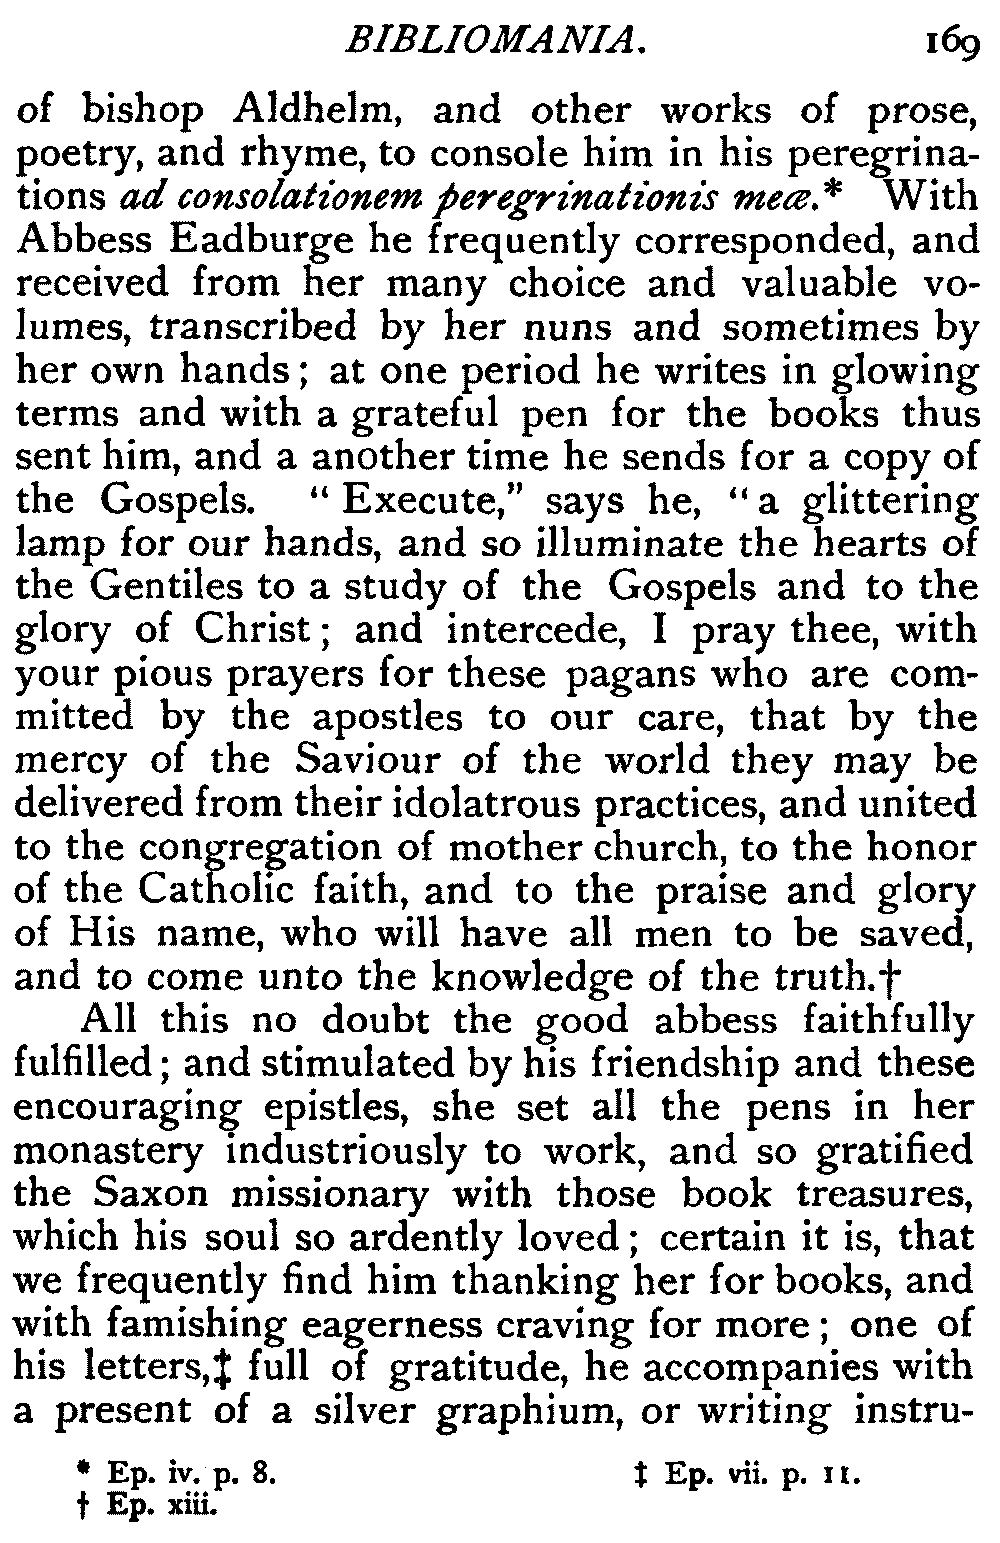 BIBLIOMANIA. 169
of bishop Aldhelm, and other works of prose,
poetry, and rhyme, to console him in his peregrina-
tions ad consolationem peregrinationis meæ.* With
Abbess Eadburge he frequently corresponded, and
received from her many choice and valuable vo-
lumes, transcribed by her nuns and sometimes by
her own hands; at one period he writes in glowing
terms and with a grateful pen for the books thus
sent him, and a another time he sends for a copy of
the Gospels. "Execute," says he, "a glittering
lamp for our hands, and so illuminate the hearts of
the Gentiles to a study of the Gospels and to the
glory of Christ; and intercede, I pray thee, with
your pious prayers for these pagans who are com-
mitted by the apostles to our care, that by the
mercy of the Saviour of the world they may be
delivered from their idolatrous practices, and united
to the congregation of mother church, to the honor
of the Catholic faith, and to the praise and glory
of His name, who will have all men to be saved,
and to come unto the knowledge of the truth.†
All this no doubt the good abbess faithfully
fulfilled; and stimulated by his friendship and these
encouraging epistles, she set all the pens in her
monastery industriously to work, and so gratified
the Saxon missionary with those book treasures,
which his soul so ardently loved; certain it is, that
we frequently find him thanking her for books, and
with famishing eagerness craving for more; one of
his letters,‡ full of gratitude, he accompanies with
a present of a silver graphium, or writing instru-
* Ep. iv. p. 8. ‡ Ep. vii. p. 11.
† Ep. xiii.